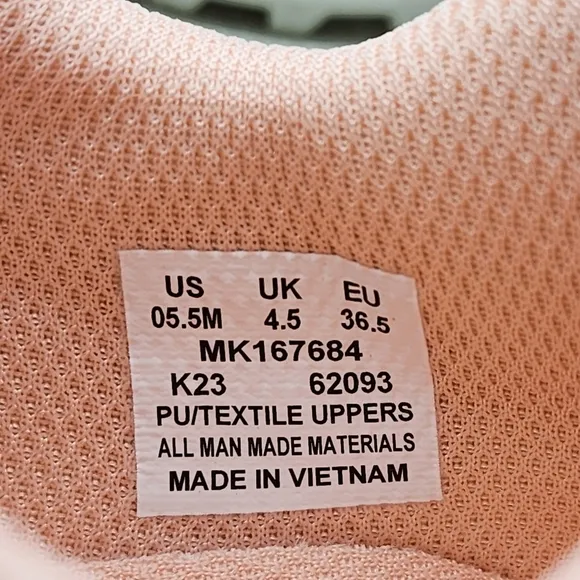 US UK EU
05.5M 4.5 36.5
MK167684
K23 62093
PU/TEXTILE UPPERS
ALL MAN MADE MATERIALS
MADE IN VIETNAM